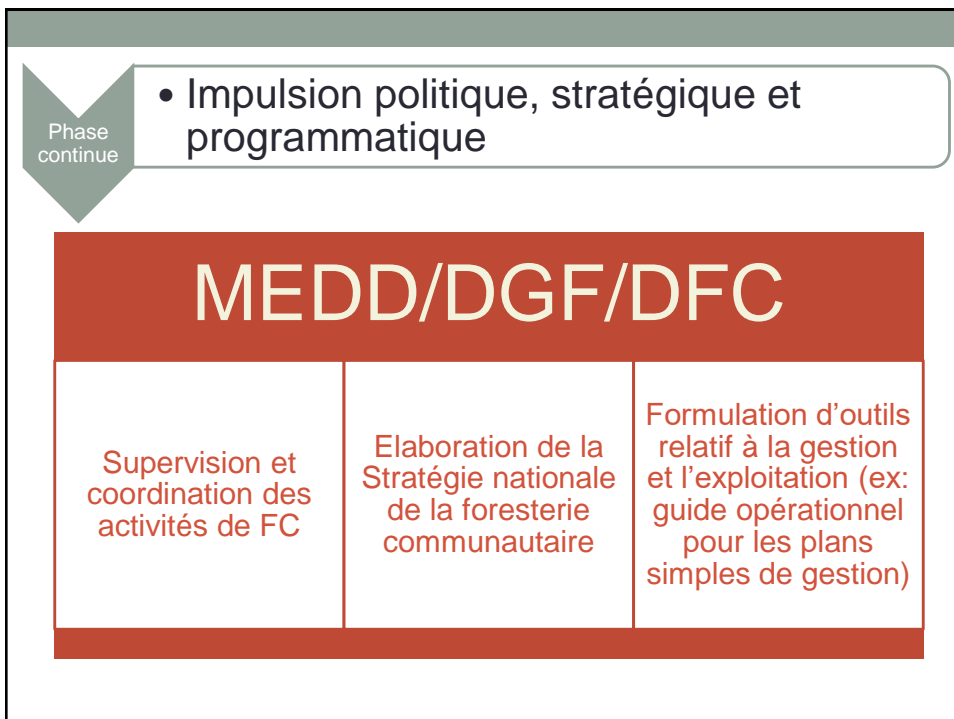 Phase
continue
• Impulsion politique, stratégique et
programmatique
MEDD/DGF/DFC
Supervision et
coordination des
activités de FC
Elaboration de la
Stratégie nationale
de la foresterie
communautaire
Formulation d’outils
relatif à la gestion
et l’exploitation (ex:
guide opérationnel
pour les plans
simples de gestion)